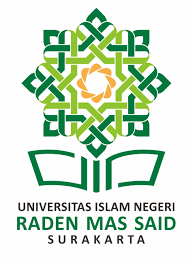 UNIVERSITAS ISLAM NEGERI
RADEN MAS SAID
SURAKARTA